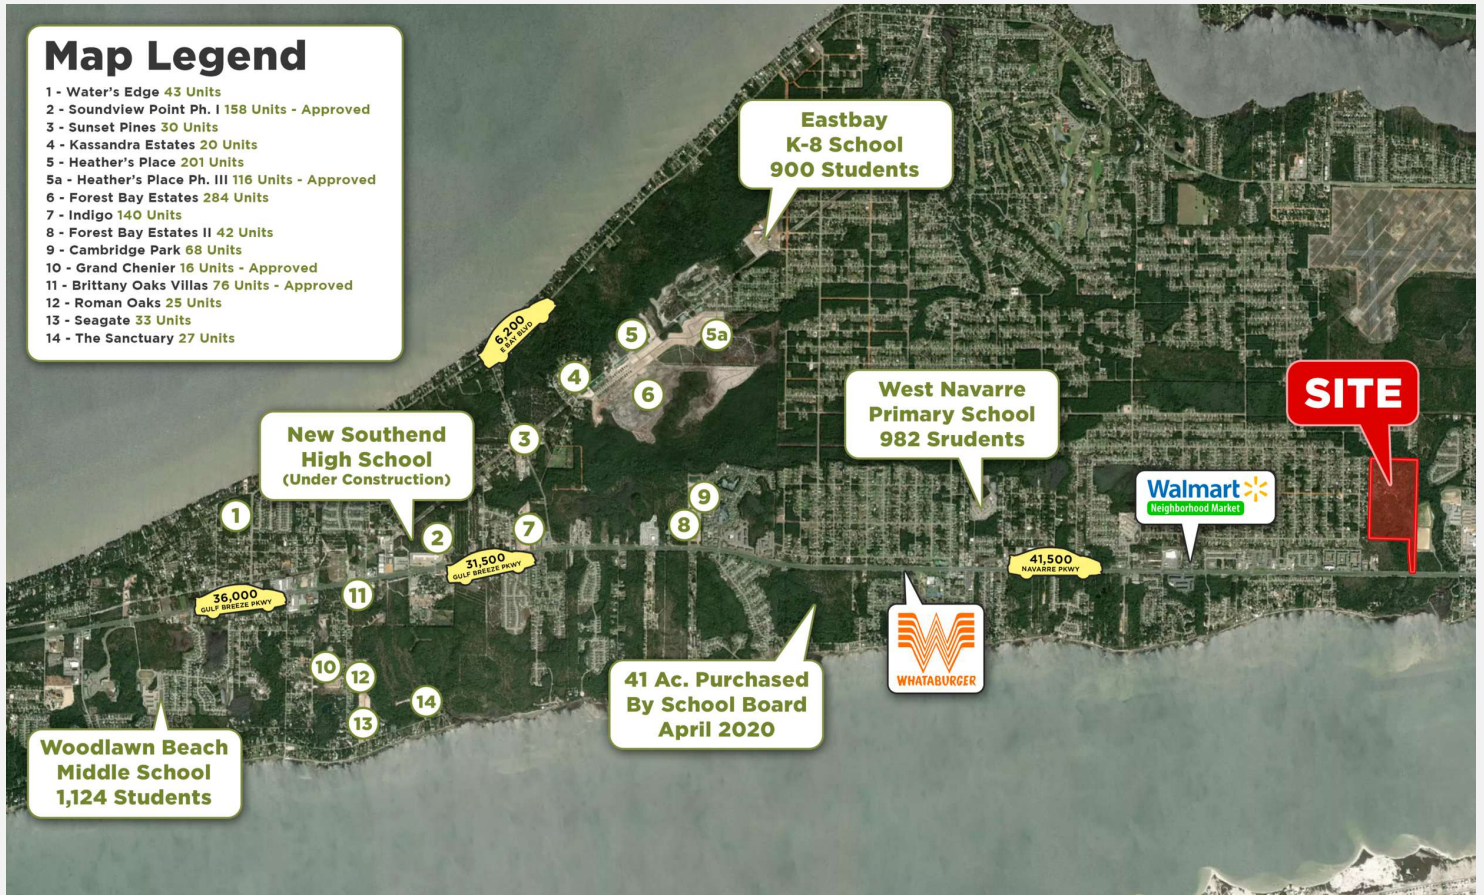 Map Legend
1 - Water's Edge 43 Units
2 - Soundview Point Ph. I 158 Units - Approved
3 - Sunset Pines 30 Units
4 - Kassandra Estates 20 Units
5 - Heather's Place 201 Units
5a - Heather's Place Ph. III 116 Units - Approved
6 - Forest Bay Estates 284 Units
7 - Indigo 140 Units
8 - Forest Bay Estates II 42 Units
9 - Cambridge Park 68 Units
10 - Grand Chenier 16 Units - Approved
11 - Brittany Oaks Villas 76 Units - Approved
12 - Roman Oaks 25 Units
13 - Seagate 33 Units
14 - The Sanctuary 27 Units
Eastbay
K-8 School
900 Students
6,200
E BAY BLVD
5
5a
4
6
3
West Navarre
Primary School
982 Srudents
SITE
New Southend
High School
(Under Construction)
Walmart
Neighborhood Market
1
2
7
9
8
31,500
GULF BREEZE PKWY
41,500
NAVARRE PKWY
36,000
GULF BREEZE PKWY
11
W
WHATABURGER
10
12
14
13
41 Ac. Purchased
By School Board
April 2020
Woodlawn Beach
Middle School
1,124 Students